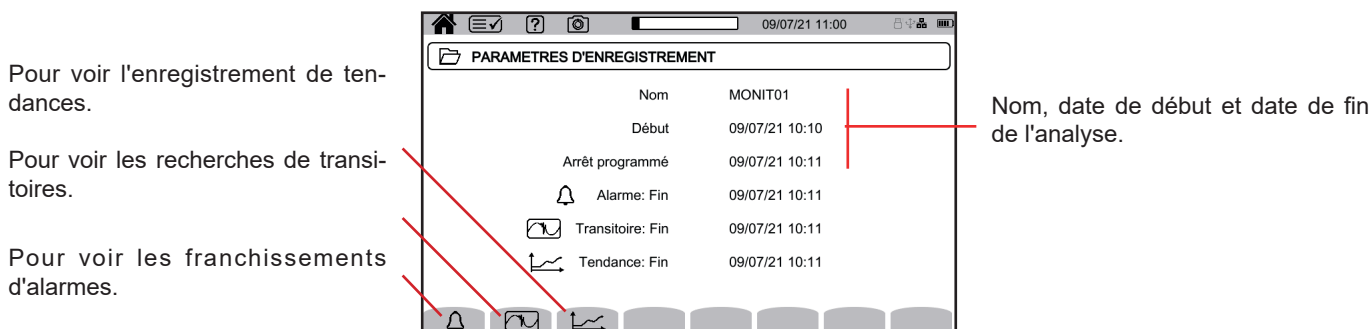 09/07/21 11:00
PARAMETRES D'ENREGISTREMENT
Pour voir l'enregistrement de ten-
dances.
Pour voir les recherches de transi-
toires.
Pour voir les franchissements
d'alarmes.
Nom MONIT01
Début 09/07/21 10:10
Arrêt programmé 09/07/21 10:11
Alarme: Fin 09/07/21 10:11
Transitoire: Fin 09/07/21 10:11
Tendance: Fin 09/07/21 10:11
Nom, date de début et date de fin
de l'analyse.